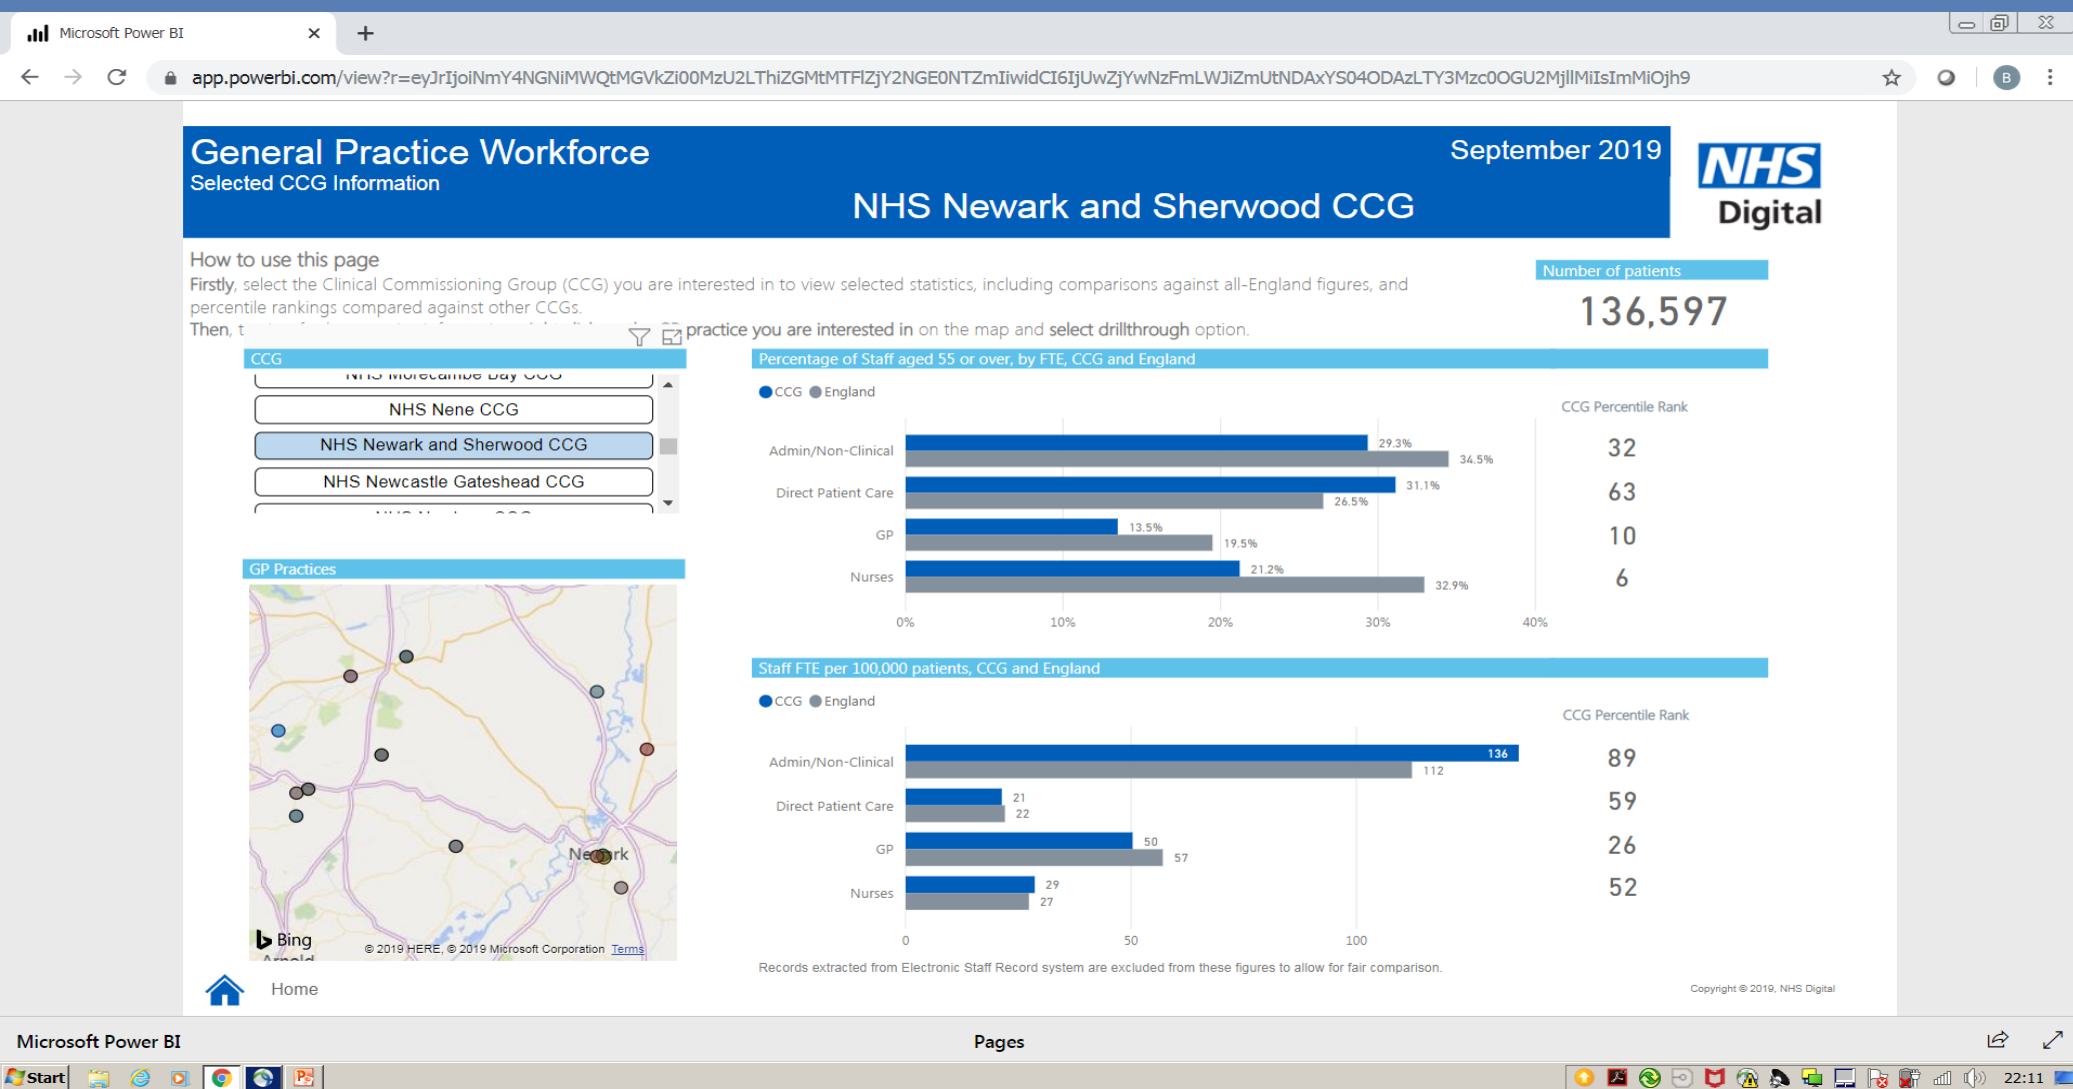 Microsoft Power BI
app.powerbi.com/view?r=eyJrIjoiNmY4NGNiMWQtMGVkZi00MzU2LThiZGMtMTFlZjY2NGE0NTZmIiwidCI6IjUwZjYwNzFmLWJiZmUtNDAxYS04ODAzLTY3Mzc0OGU2MjllMiIsImMiOjh9
B
General Practice Workforce
September 2019
Selected CCG Information
NHS Newark and Sherwood CCG
NHS
Digital
How to use this page
Firstly, select the Clinical Commissioning Group (CCG) you are interested in to view selected statistics, including comparisons against all-England figures, and
percentile rankings compared against other CCGs.
Then, practice you are interested in on the map and select drillthrough option.
Number of patients
136,597
CCG
NHS Morecambe Bay CCG
NHS Nene CCG
NHS Newark and Sherwood CCG
NHS Newcastle Gateshead CCG
GP Practices
Newark
Bing
Arnold
© 2019 HERE, © 2019 Microsoft Corporation Terms
Home
Percentage of Staff aged 55 or over, by FTE, CCG and England
CCG England
CCG Percentile Rank
Admin/Non-Clinical 29.3% 34.5% 32
Direct Patient Care 31.1% 26.5% 63
GP 13.5% 19.5% 10
Nurses 21.2% 32.9% 6
0% 10% 20% 30% 40%
Staff FTE per 100,000 patients, CCG and England
CCG England
CCG Percentile Rank
Admin/Non-Clinical 136 112 89
Direct Patient Care 21 22 59
GP 50 57 26
Nurses 29 27 52
0 50 100
Records extracted from Electronic Staff Record system are excluded from these figures to allow for fair comparison.
Copyright © 2019, NHS Digital
Microsoft Power BI
Pages
Start
22:11